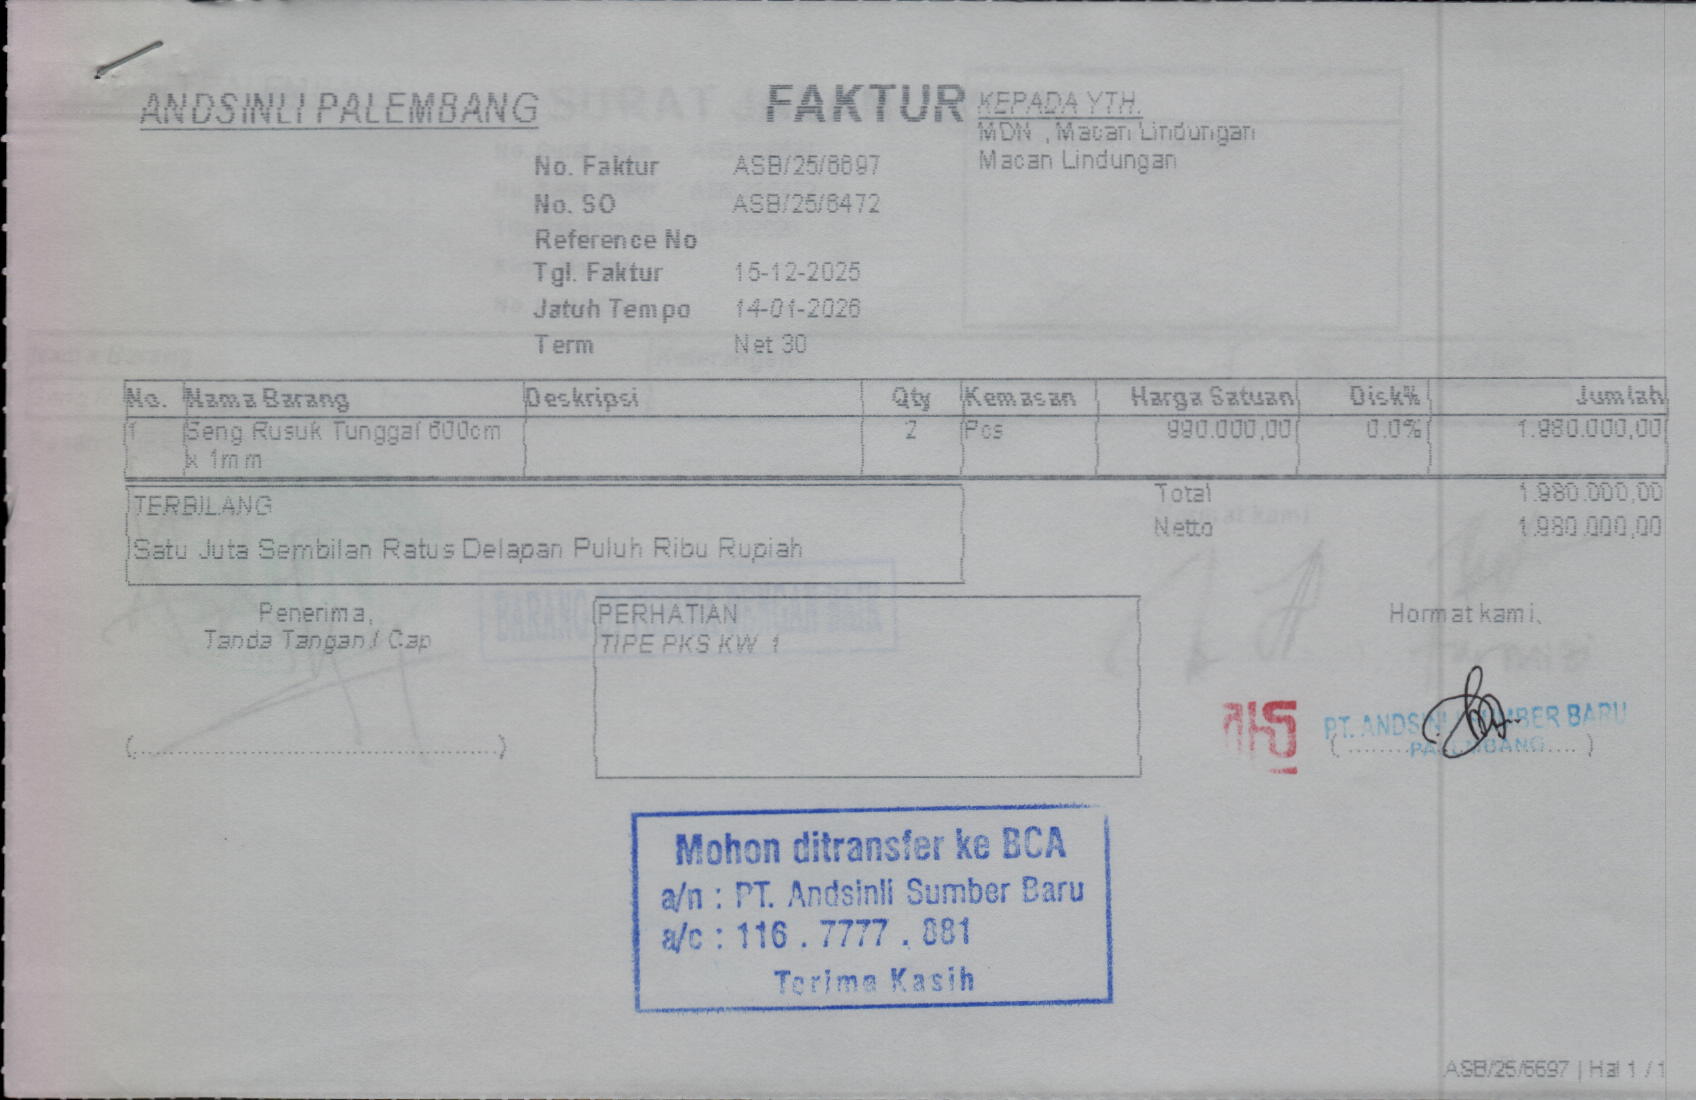 ANDSINLI PALEMBANG
FAKTUR
KEPADA YTH.
MDN , Macan Lindungan
Macan Lindungan
No. Faktur ASB/25/6697
No. SO ASB/25/6472
Reference No
Tgl. Faktur 15-12-2025
Jatuh Tempo 14-01-2026
Term Net 30
No. Nama Barang Deskripsi Qty Kemasan Harga Satuan Disk% Jumlah
1 Seng Rusuk Tunggal 600cm 2 Pcs 990.000,00 0.0% 1.980.000,00
x 1mm
Total 1.980.000,00
Netto 1.980.000,00
TERBILANG
Satu Juta Sembilan Ratus Delapan Puluh Ribu Rupiah
Penerima,
Tanda Tangan / Cap
(....................................................)
PERHATIAN
TIPE PKS KW 1
Hormat kami,
PT. ANDSINLI SUMBER BARU
PALEMBANG
Mohon ditransfer ke BCA
a/n : PT. Andsinli Sumber Baru
a/c : 116 . 7777 . 881
Terima Kasih
ASB/25/6697 | Hal 1 / 1